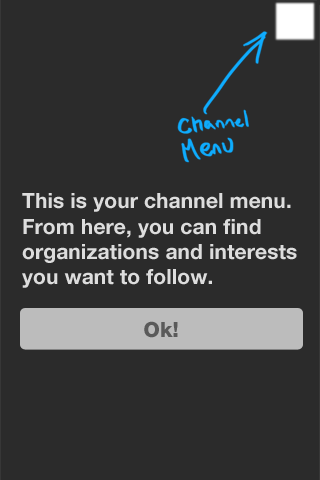 Channel
Menu
This is your channel menu.
From here, you can find
organizations and interests
you want to follow.
Ok!